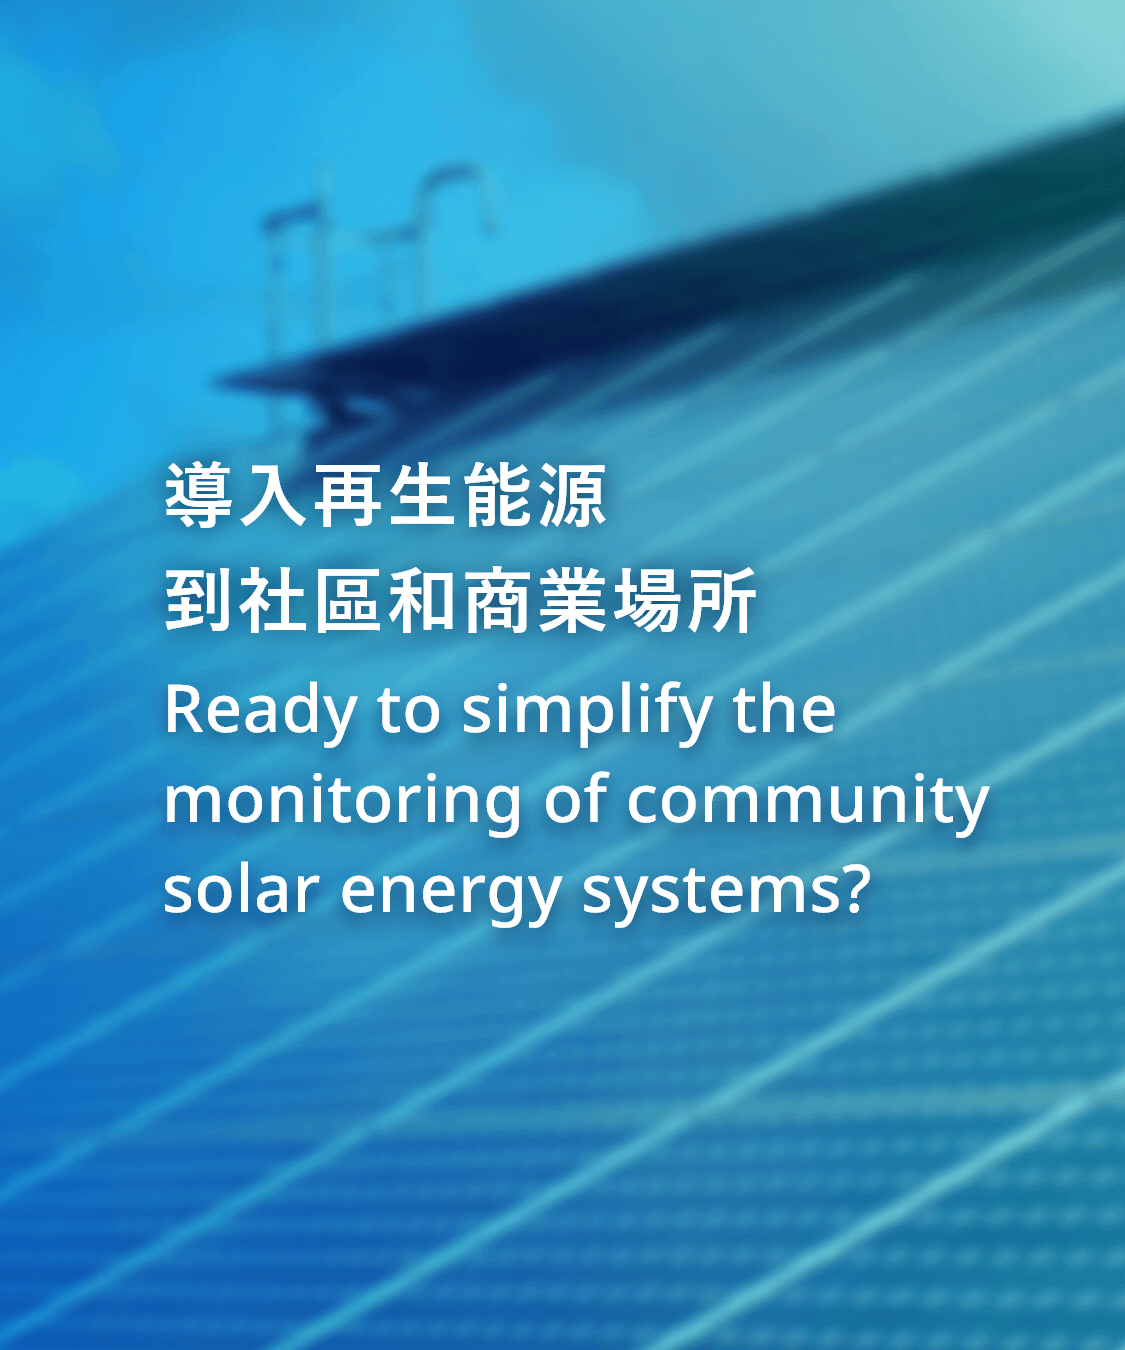 導入再生能源
到社區和商業場所
Ready to simplify the
monitoring of community
solar energy systems?